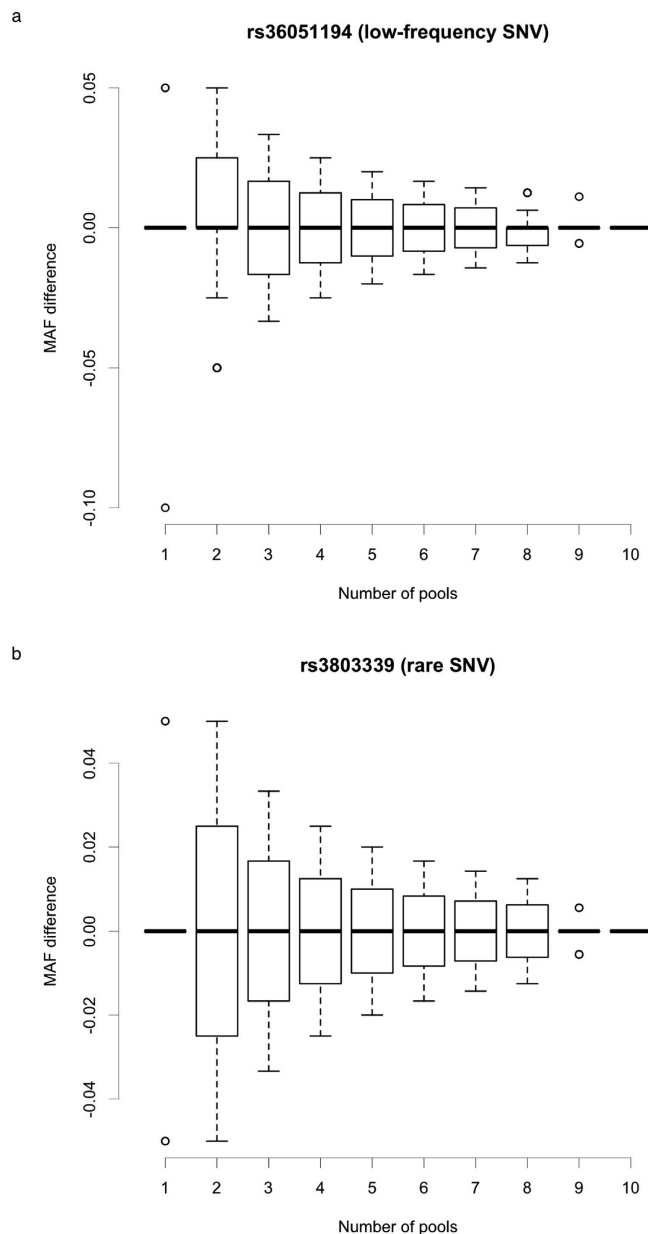 a
rs36051194 (low-frequency SNV)
0.05
0.00
-0.05
-0.10
MAF difference
1 2 3 4 5 6 7 8 9 10
Number of pools
b
rs3803339 (rare SNV)
0.04
0.02
0.00
-0.02
-0.04
MAF difference
1 2 3 4 5 6 7 8 9 10
Number of pools